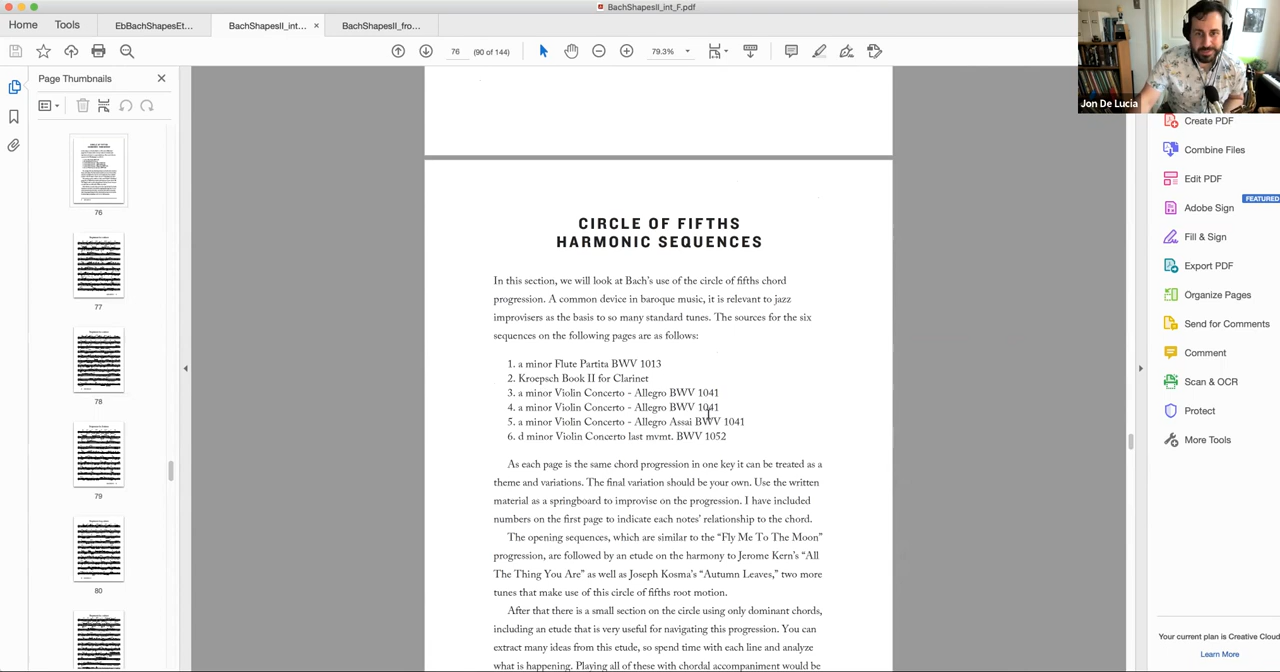 BachShapesII_int_F.pdf
Home
Tools
EbBachShapesEt...
BachShapesII_int...
BachShapesII_fro...
76
(90 of 144)
79.3%
Page Thumbnails
76
77
78
79
80
CIRCLE OF FIFTHS
HARMONIC SEQUENCES
In this section, we will look at Bach's use of the circle of fifths chord
progression. A common device in baroque music, it is relevant to jazz
improvisers as the basis to so many standard tunes. The sources for the six
sequences on the following pages are as follows:
1. a minor Flute Partita BWV 1013
2. Kroepsch Book II for Clarinet
3. a minor Violin Concerto - Allegro BWV 1041
4. a minor Violin Concerto - Allegro BWV 1041
5. a minor Violin Concerto - Allegro Assai BWV 1041
6. d minor Violin Concerto last mvmt. BWV 1052
is the same chord progression in one key it can be treated as a
theme and variations. The final variation should be your own. Use the written
material as a springboard to improvise on the progression. I have included
numbers on the first page to indicate each notes' relationship to the chord.
The sequences, which are similar to the "Fly Me To The Moon"
are followed by an etude on the harmony to Jerome Kern's "All
The Things You Are" as well as Joseph Kosma's "Autumn Leaves," two more
tunes that make use of this circle of fifths root motion.
After that there is a small section on the circle using only dominant chords,
including an etude that is very useful for navigating this progression. You can
extract many ideas from this etude, so spend time with each line and analyze
what is happening. Playing all of these with chordal accompaniment would be
Jon De Lucia
Create PDF
Combine Files
Edit PDF
FEATURED
Adobe Sign
Fill & Sign
Export PDF
Organize Pages
Send for Comments
Comment
Scan & OCR
Protect
More Tools
Your current plan is Creative Cloud
Learn More